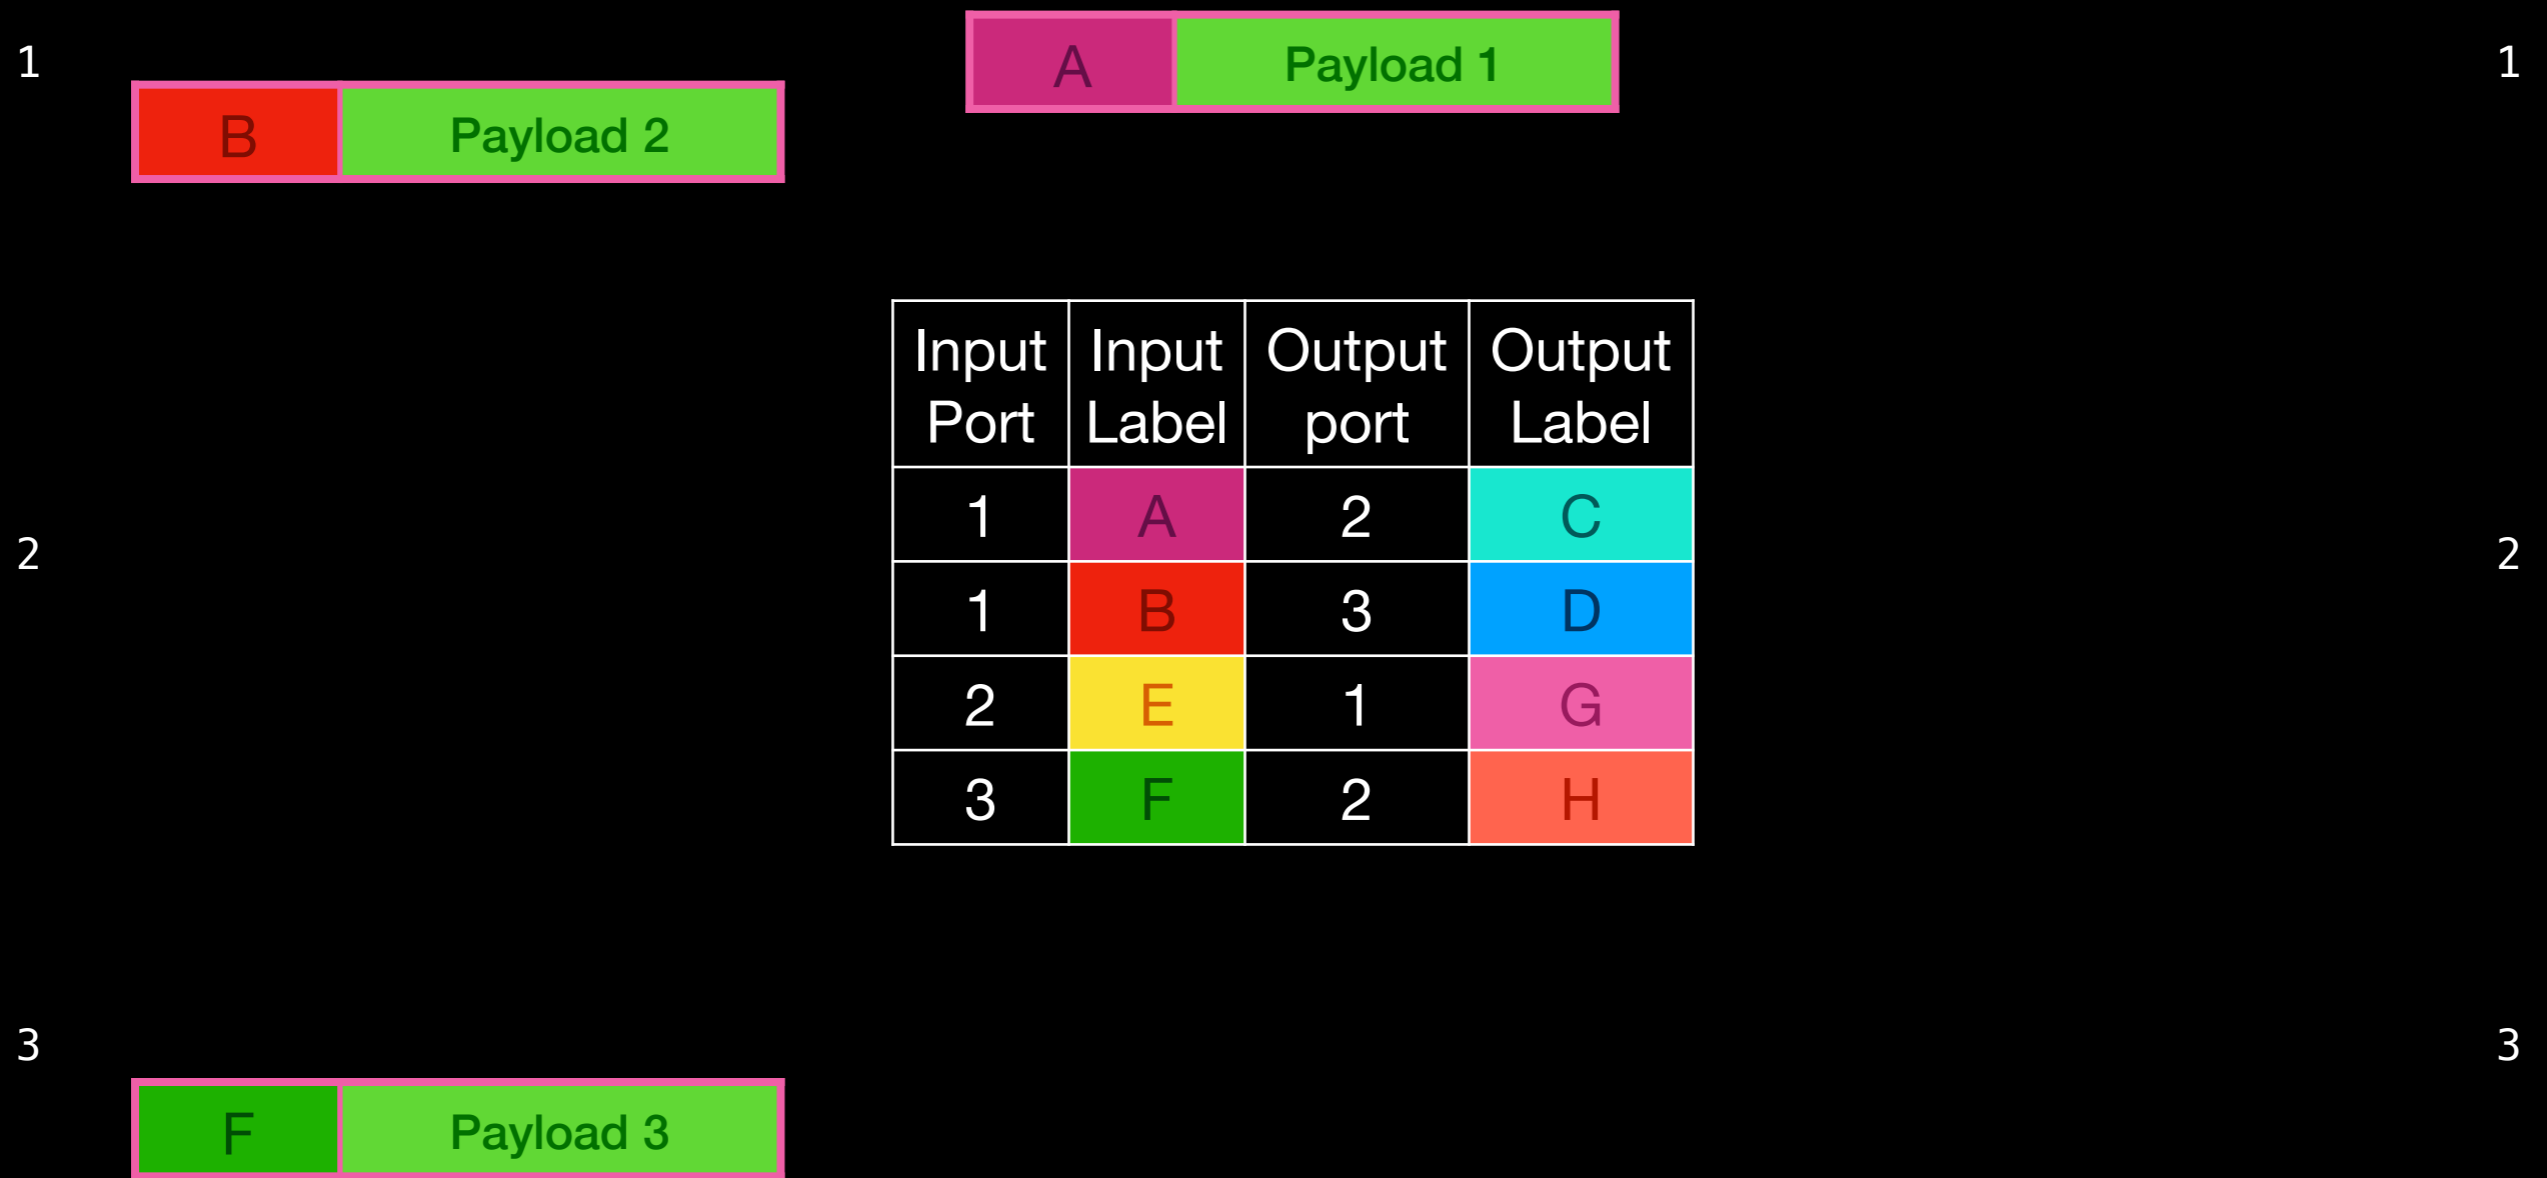 1 A Payload 1 1
B Payload 2
Input Port Input Label Output port Output Label
1 A 2 C
2 1 B 3 D 2
2 E 1 G
3 F 2 H
3 3
F Payload 3